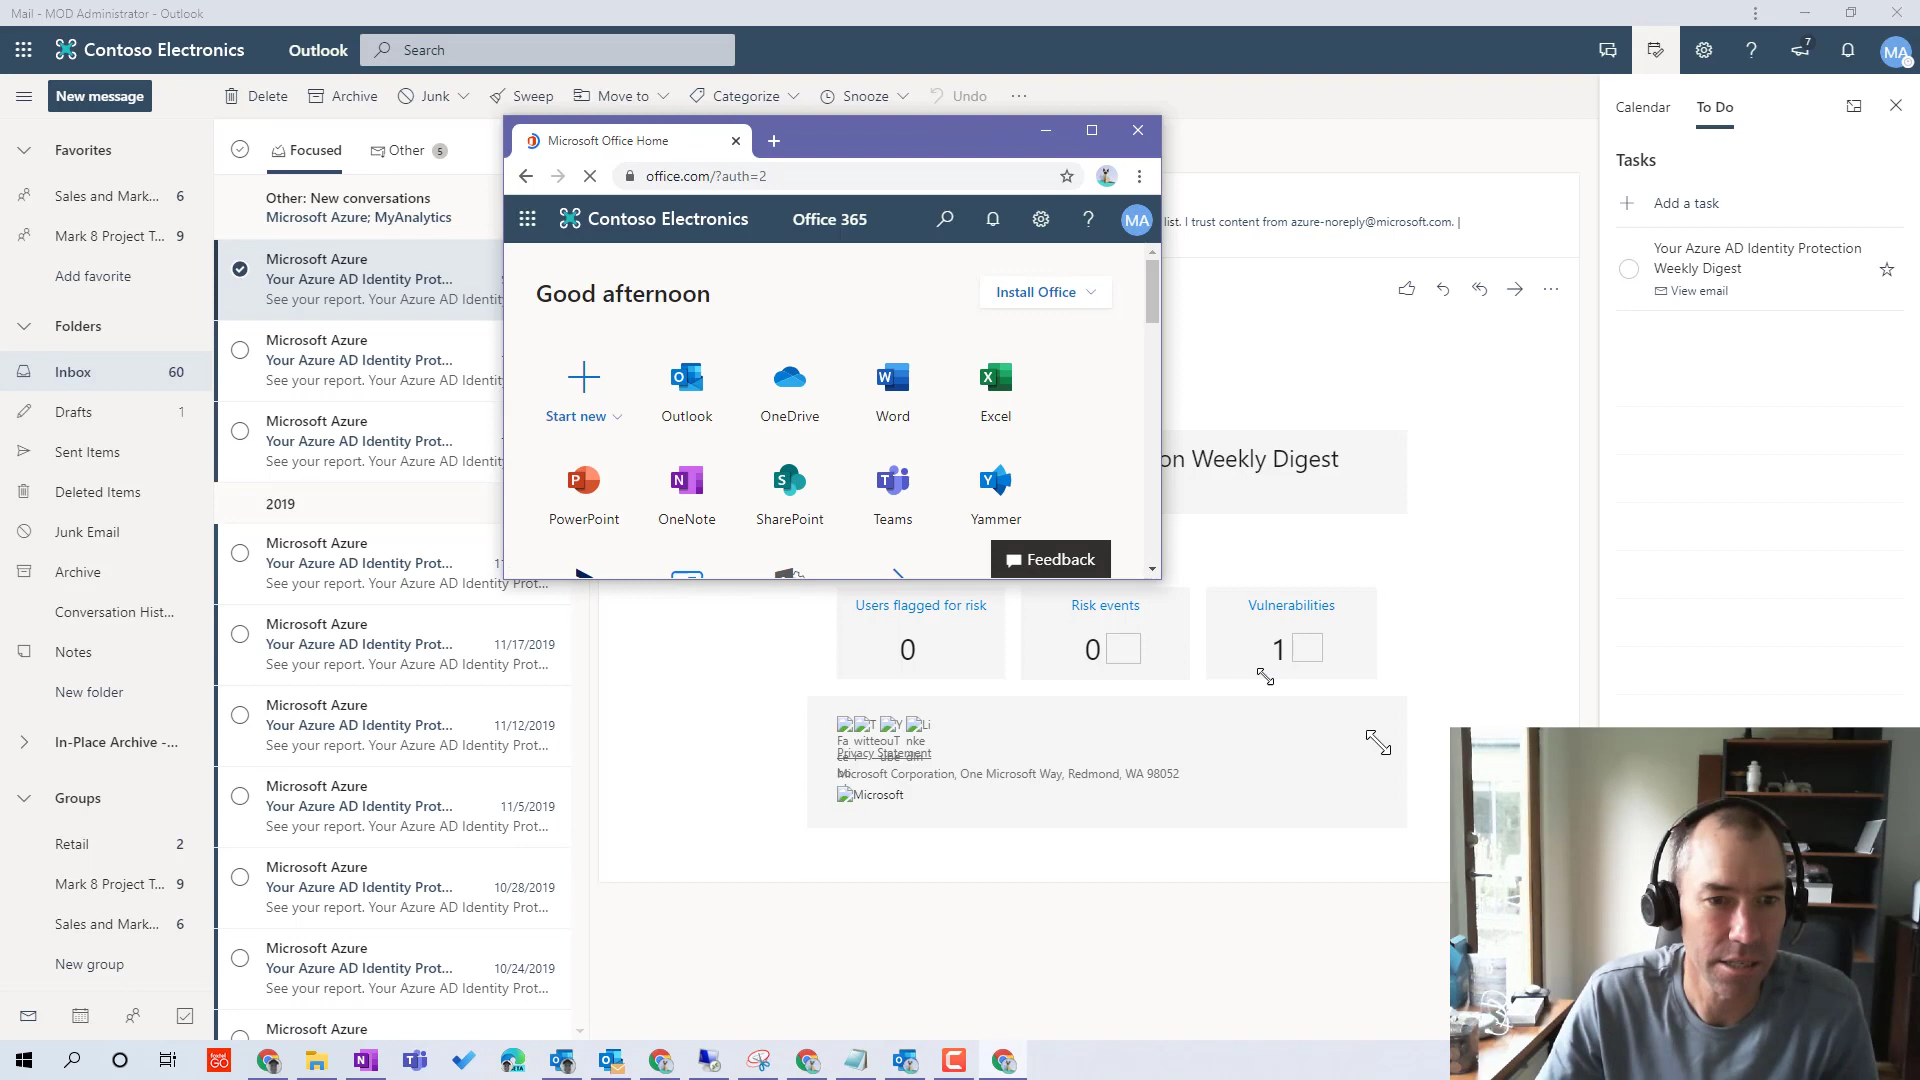 Mail - MOD Administrator - Outlook
Contoso Electronics
Outlook
Search
7
MA
New message
Delete
Archive
Junk
Sweep
Move to
Categorize
Snooze
Undo
Calendar
To Do
Favorites
Sales and Mark... 6
Mark 8 Project T... 9
Add favorite
Folders
Inbox 60
Drafts 1
Sent Items
Deleted Items
Junk Email
Archive
Conversation Hist...
Notes
New folder
In-Place Archive -...
Groups
Retail 2
Mark 8 Project T... 9
Sales and Mark... 6
New group
Focused
Other 5
Other: New conversations
Microsoft Azure; MyAnalytics
Microsoft Azure
Your Azure AD Identity Prot...
See your report. Your Azure AD Identity
Microsoft Azure
Your Azure AD Identity Prot...
See your report. Your Azure AD Identity
Microsoft Azure
Your Azure AD Identity Prot...
See your report. Your Azure AD Identity
2019
Microsoft Azure
Your Azure AD Identity Prot...
See your report. Your Azure AD Identity Prot...
Microsoft Azure
Your Azure AD Identity Prot... 11/17/2019
See your report. Your Azure AD Identity Prot...
Microsoft Azure
Your Azure AD Identity Prot... 11/12/2019
See your report. Your Azure AD Identity Prot...
Microsoft Azure
Your Azure AD Identity Prot... 11/5/2019
See your report. Your Azure AD Identity Prot...
Microsoft Azure
Your Azure AD Identity Prot... 10/28/2019
See your report. Your Azure AD Identity Prot...
Microsoft Azure
Your Azure AD Identity Prot... 10/24/2019
See your report. Your Azure AD Identity Prot...
Microsoft Azure
Microsoft Office Home
office.com/?auth=2
Contoso Electronics
Office 365
MA
Good afternoon
Install Office
Start new
Outlook
OneDrive
Word
Excel
PowerPoint
OneNote
SharePoint
Teams
Yammer
Feedback
list. I trust content from azure-noreply@microsoft.com. |
on Weekly Digest
Users flagged for risk
0
Risk events
0
Vulnerabilities
1
Privacy Statement
Microsoft Corporation, One Microsoft Way, Redmond, WA 98052
Microsoft
Tasks
Add a task
Your Azure AD Identity Protection
Weekly Digest
View email
foxtel
GO
BETA